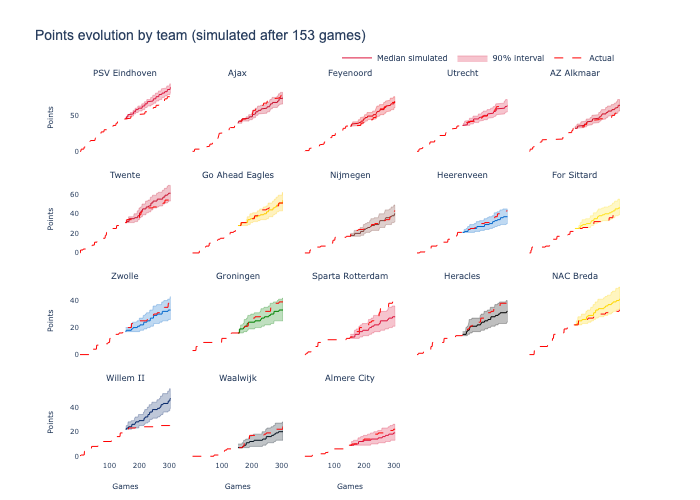 Points evolution by team (simulated after 153 games)
Median simulated 90% interval Actual
PSV Eindhoven Ajax Feyenoord Utrecht AZ Alkmaar
Points
50
0
Twente Go Ahead Eagles Nijmegen Heerenveen For Sittard
Points
60
40
20
0
Zwolle Groningen Sparta Rotterdam Heracles NAC Breda
Points
40
20
0
Willem II Waalwijk Almere City
Points
40
20
0
100 200 300 100 200 300 100 200 300
Games Games Games